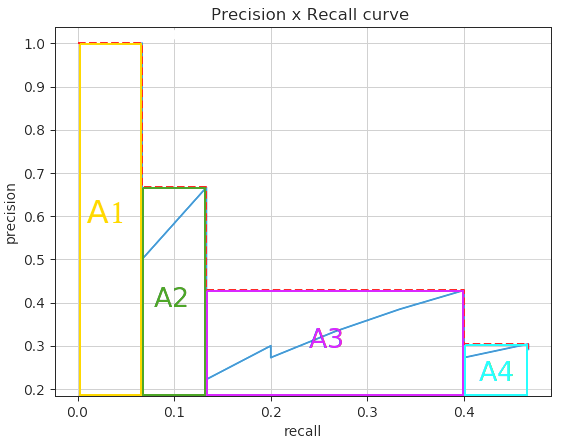 Precision x Recall curve
1.0
0.9
0.8
0.7
0.6
0.5
0.4
0.3
0.2
precision
A1
A2
A3
A4
0.0 0.1 0.2 0.3 0.4
recall